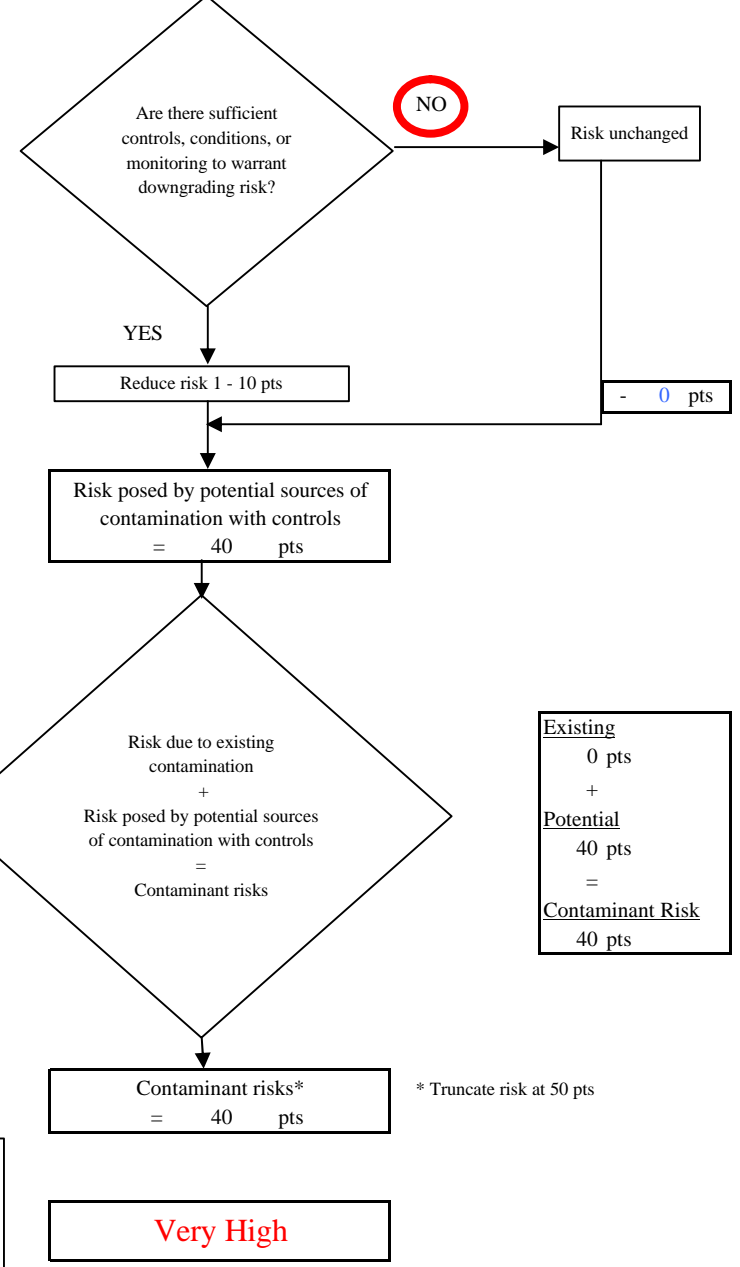 Are there sufficient
controls, conditions, or
monitoring to warrant
downgrading risk?
NO
Risk unchanged
YES
Reduce risk 1 - 10 pts
- 0 pts
Risk posed by potential sources of
contamination with controls
= 40 pts
Risk due to existing
contamination
+
Risk posed by potential sources
of contamination with controls
=
Contaminant risks
Existing
0 pts
+
Potential
40 pts
=
Contaminant Risk
40 pts
Contaminant risks*
= 40 pts
* Truncate risk at 50 pts
Very High